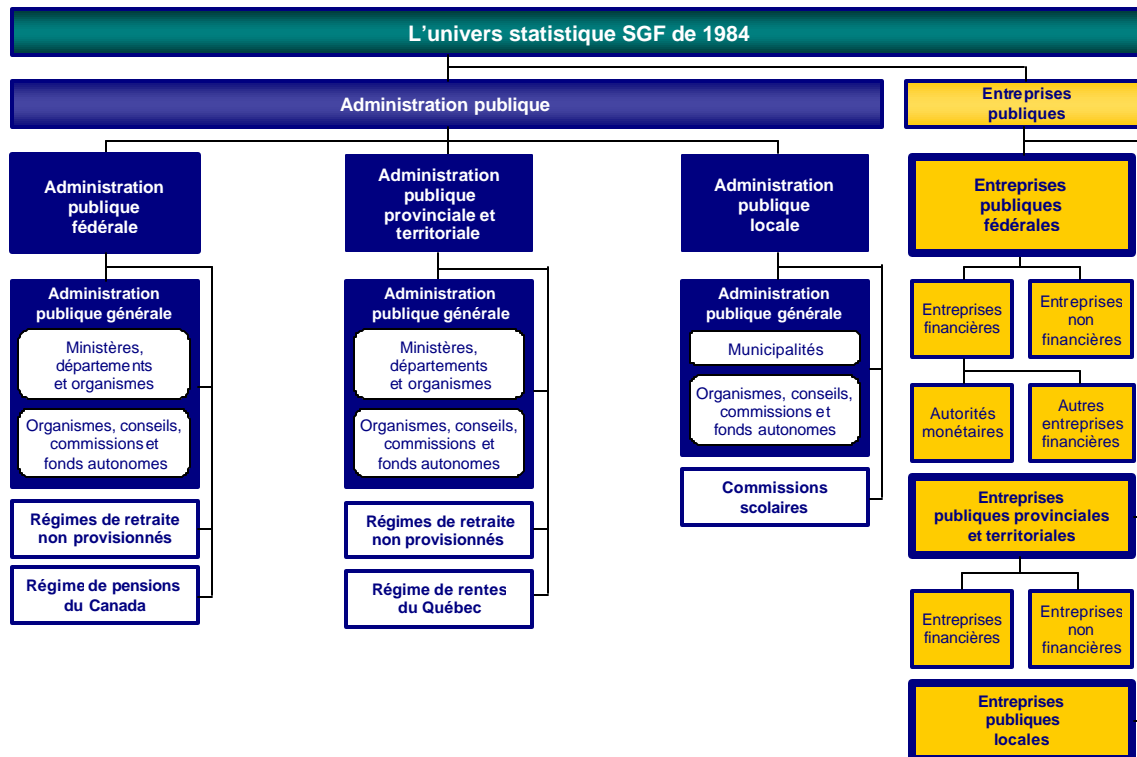 L'univers statistique SGF de 1984
Administration publique
Entreprises
publiques
Administration
publique
fédérale
Administration
publique
provinciale et
territoriale
Administration
publique
locale
Entreprises
publiques
fédérales
Administration
publique générale
Ministères,
départements
et organismes
Organismes, conseils,
commissions et
fonds autonomes
Régimes de retraite
non provisionnés
Régime de pensions
du Canada
Administration
publique générale
Ministères,
départements
et organismes
Organismes, conseils,
commissions et
fonds autonomes
Régimes de retraite
non provisionnés
Régime de rentes
du Québec
Administration
publique générale
Municipalités
Organismes, conseils,
commissions et
fonds autonomes
Commissions
scolaires
Entreprises
financières
Entreprises
non
financières
Autorités
monétaires
Autres
entreprises
financières
Entreprises
publiques provinciales
et territoriales
Entreprises
financières
Entreprises
non
financières
Entreprises
publiques
locales